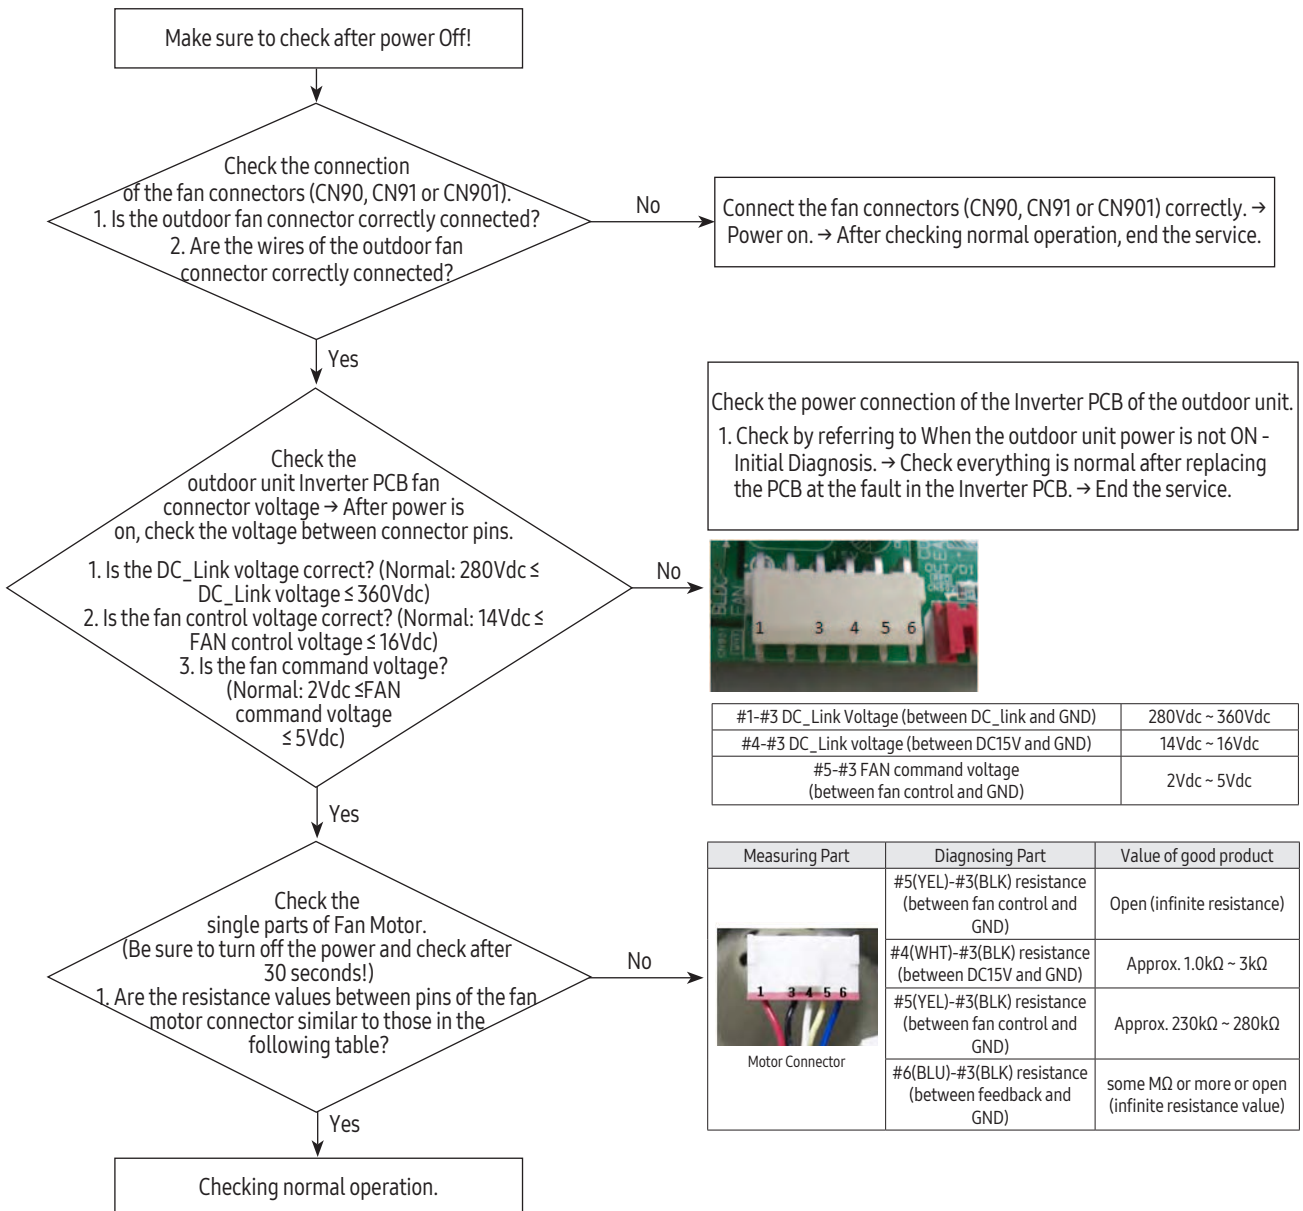 Make sure to check after power Off!
Check the connection
of the fan connectors (CN90, CN91 or CN901).
1. Is the outdoor fan connector correctly connected?
2. Are the wires of the outdoor fan
connector correctly connected?
No
Connect the fan connectors (CN90, CN91 or CN901) correctly. →
Power on. → After checking normal operation, end the service.
Yes
Check the
outdoor unit Inverter PCB fan
connector voltage → After power is
on, check the voltage between connector pins.
1. Is the DC_Link voltage correct? (Normal: 280Vdc ≤
DC_Link voltage ≤ 360Vdc)
2. Is the fan control voltage correct? (Normal: 14Vdc ≤
FAN control voltage ≤ 16Vdc)
3. Is the fan command voltage?
(Normal: 2Vdc ≤FAN
command voltage
≤ 5Vdc)
No
Check the power connection of the Inverter PCB of the outdoor unit.
1. Check by referring to When the outdoor unit power is not ON -
Initial Diagnosis. → Check everything is normal after replacing
the PCB at the fault in the Inverter PCB. → End the service.
BLDC
FAN
OUT/D1
1 3 4 5 6
#1-#3 DC_Link Voltage (between DC_link and GND) 280Vdc ~ 360Vdc
#4-#3 DC_Link voltage (between DC15V and GND) 14Vdc ~ 16Vdc
#5-#3 FAN command voltage
(between fan control and GND) 2Vdc ~ 5Vdc
Yes
Check the
single parts of Fan Motor.
(Be sure to turn off the power and check after
30 seconds!)
1. Are the resistance values between pins of the fan
motor connector similar to those in the
following table?
No
Measuring Part Diagnosing Part Value of good product
1 3 4 5 6
Motor Connector
#5(YEL)-#3(BLK) resistance
(between fan control and
GND)
Open (infinite resistance)
#4(WHT)-#3(BLK) resistance
(between DC15V and GND)
Approx. 1.0kΩ ~ 3kΩ
#5(YEL)-#3(BLK) resistance
(between fan control and
GND)
Approx. 230kΩ ~ 280kΩ
#6(BLU)-#3(BLK) resistance
(between feedback and
GND)
some MΩ or more or open
(infinite resistance value)
Yes
Checking normal operation.